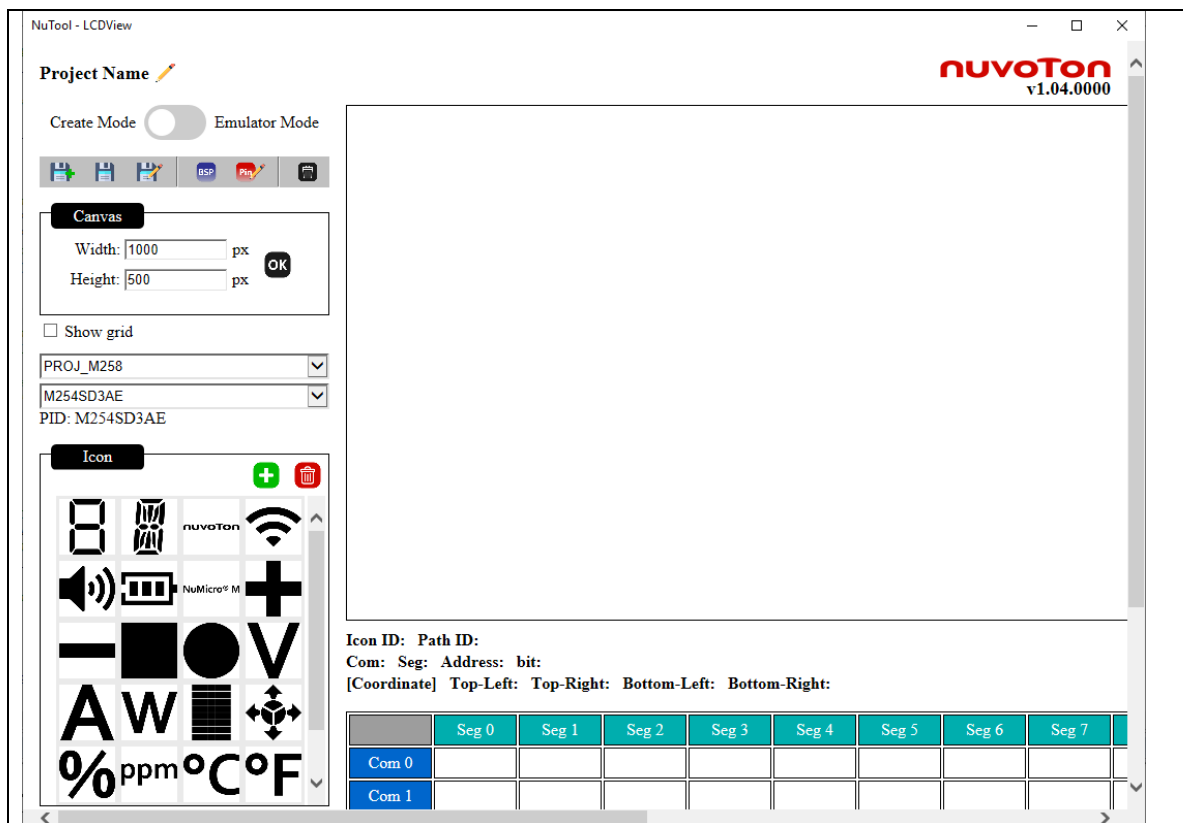 NuTool - LCDView
Project Name
nuvoTon
v1.04.0000
Create Mode Emulator Mode
BSP Pin
Canvas
Width: 1000 px
OK
Height: 500 px
Show grid
PROJ_M258
M254SD3AE
PID: M254SD3AE
Icon
nuvoTon
NuMicro® M
V
A W
% ppm °C °F
Icon ID: Path ID:
Com: Seg: Address: bit:
[Coordinate] Top-Left: Top-Right: Bottom-Left: Bottom-Right:
Seg 0 Seg 1 Seg 2 Seg 3 Seg 4 Seg 5 Seg 6 Seg 7
Com 0
Com 1